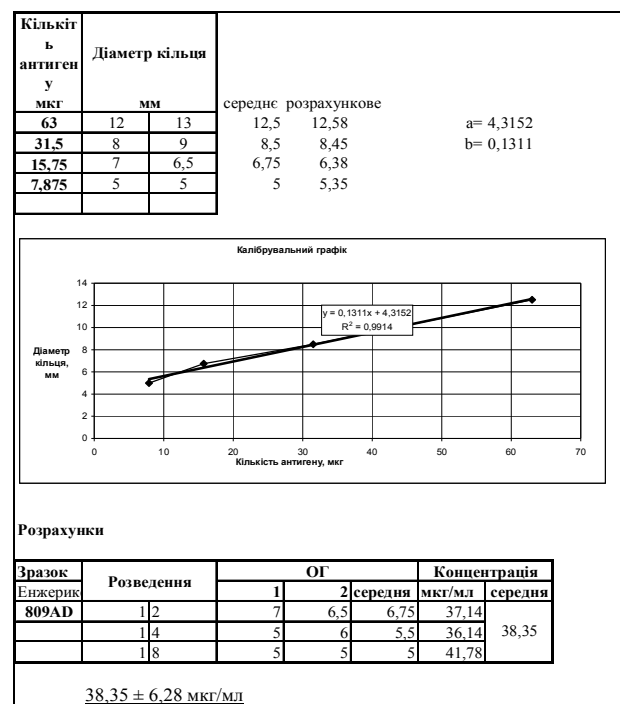 Кількіт
ь
антиген
у
мкг
Діаметр кільця
мм
середнє розрахункове
63 12 13 12,5 12,58 a= 4,3152
31,5 8 9 8,5 8,45 b= 0,1311
15,75 7 6,5 6,75 6,38
7,875 5 5 5 5,35
Калібрувальний графік
14
12
10
8
6
4
2
0
Діаметр
кільця,
мм
y = 0,1311x + 4,3152
R² = 0,9914
0 10 20 30 40 50 60 70
Кількість антигену, мкг
Розрахунки
Зразок Розведення ОГ Концентрація
Енжерик 1 2 середня мкг/мл середня
809AD 1 2 7 6,5 6,75 37,14
1 4 5 6 5,5 36,14 38,35
1 8 5 5 5 41,78
38,35 ± 6,28 мкг/мл